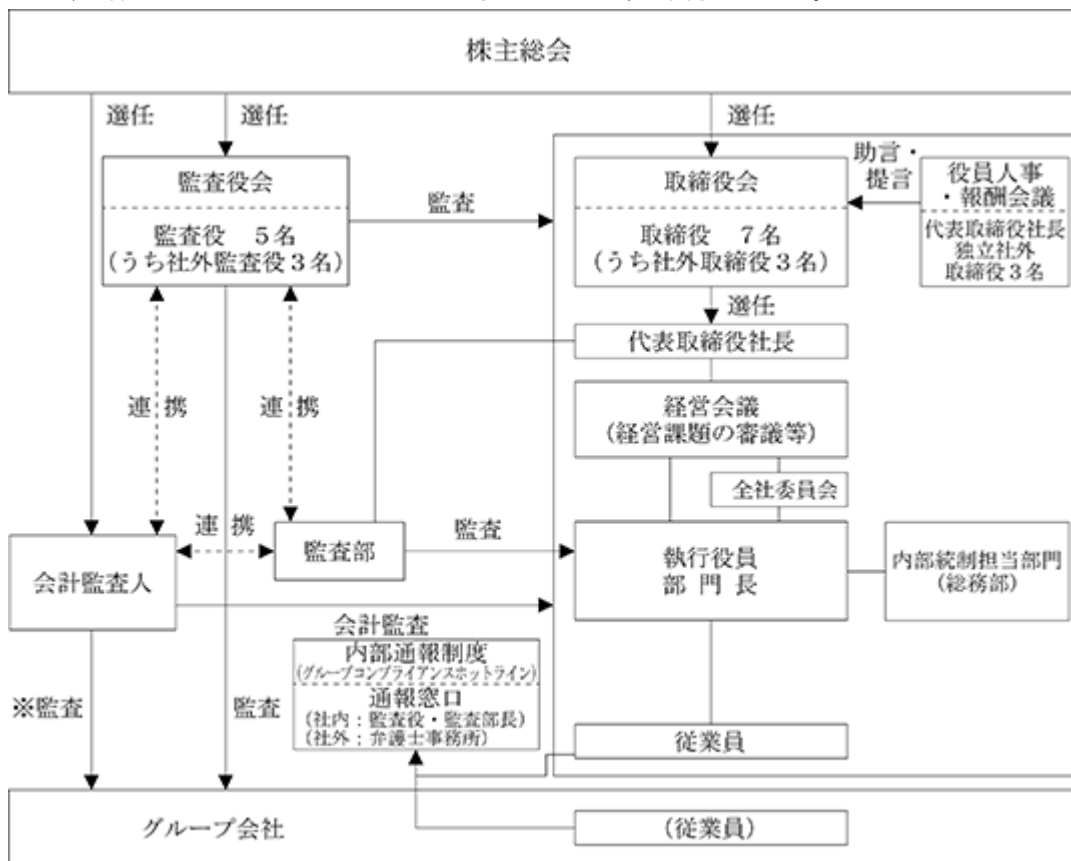 株主総会
選任
選任
選任
監査役会
監査役 5名
(うち社外監査役3名)
監査
取締役会
取締役 7名
(うち社外取締役3名)
助言・
提言
役員人事
・報酬会議
代表取締役社長
独立社外
取締役3名
選任
代表取締役社長
連携
連携
経営会議
(経営課題の審議等)
全社委員会
連携
会計監査人
監査部
監査
執行役員
部門長
内部統制担当部門
(総務部)
会計監査
内部通報制度
(グループコンプライアンスホットライン)
通報窓口
(社内:監査役・監査部長)
(社外:弁護士事務所)
※監査
監査
従業員
グループ会社
(従業員)